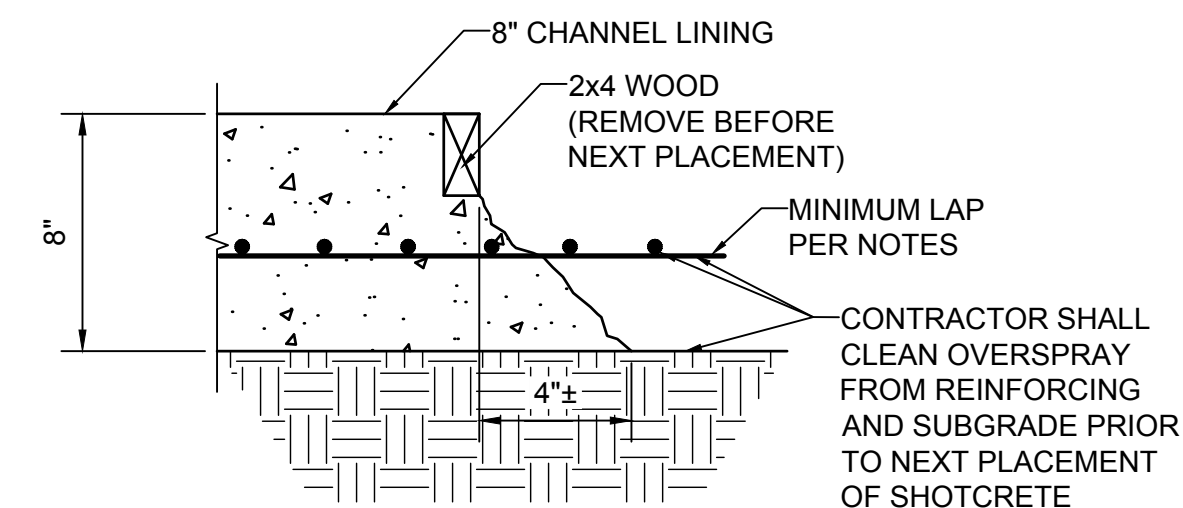 8" CHANNEL LINING
2x4 WOOD
(REMOVE BEFORE
NEXT PLACEMENT)
MINIMUM LAP
PER NOTES
8"
CONTRACTOR SHALL
CLEAN OVERSPRAY
FROM REINFORCING
AND SUBGRADE PRIOR
TO NEXT PLACEMENT
OF SHOTCRETE
4"±